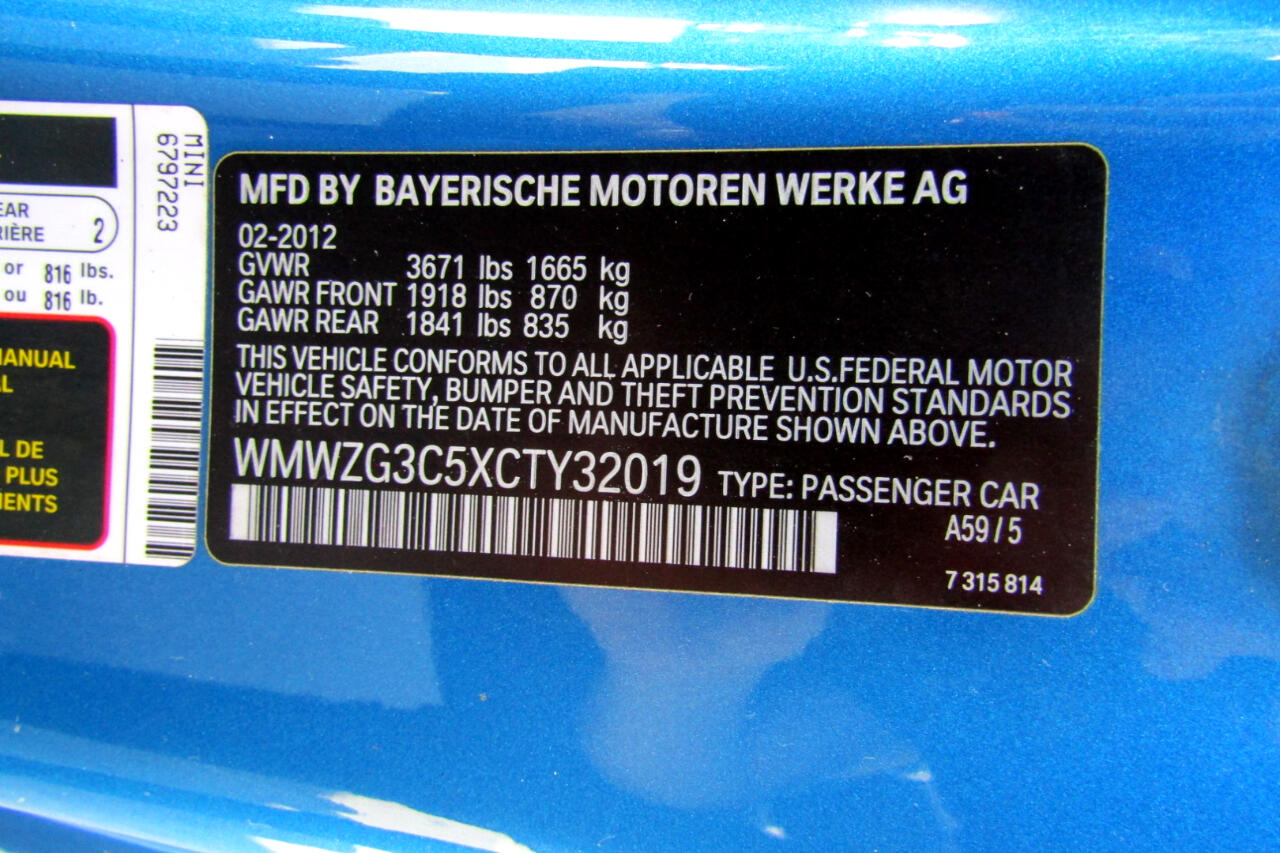 MINI
6797223
EAR
RIÈRE
2
or 816 lbs.
ou 816 lb.
MANUAL
L DE
PLUS
MENTS
MFD BY BAYERISCHE MOTOREN WERKE AG
02-2012
GVWR 3671 lbs 1665 kg
GAWR FRONT 1918 lbs 870 kg
GAWR REAR 1841 lbs 835 kg
THIS VEHICLE CONFORMS TO ALL APPLICABLE U.S.FEDERAL MOTOR
VEHICLE SAFETY, BUMPER AND THEFT PREVENTION STANDARDS
IN EFFECT ON THE DATE OF MANUFACTURE SHOWN ABOVE.
WMWZG3C5XCTY32019 TYPE: PASSENGER CAR
A59 / 5
7 315 814